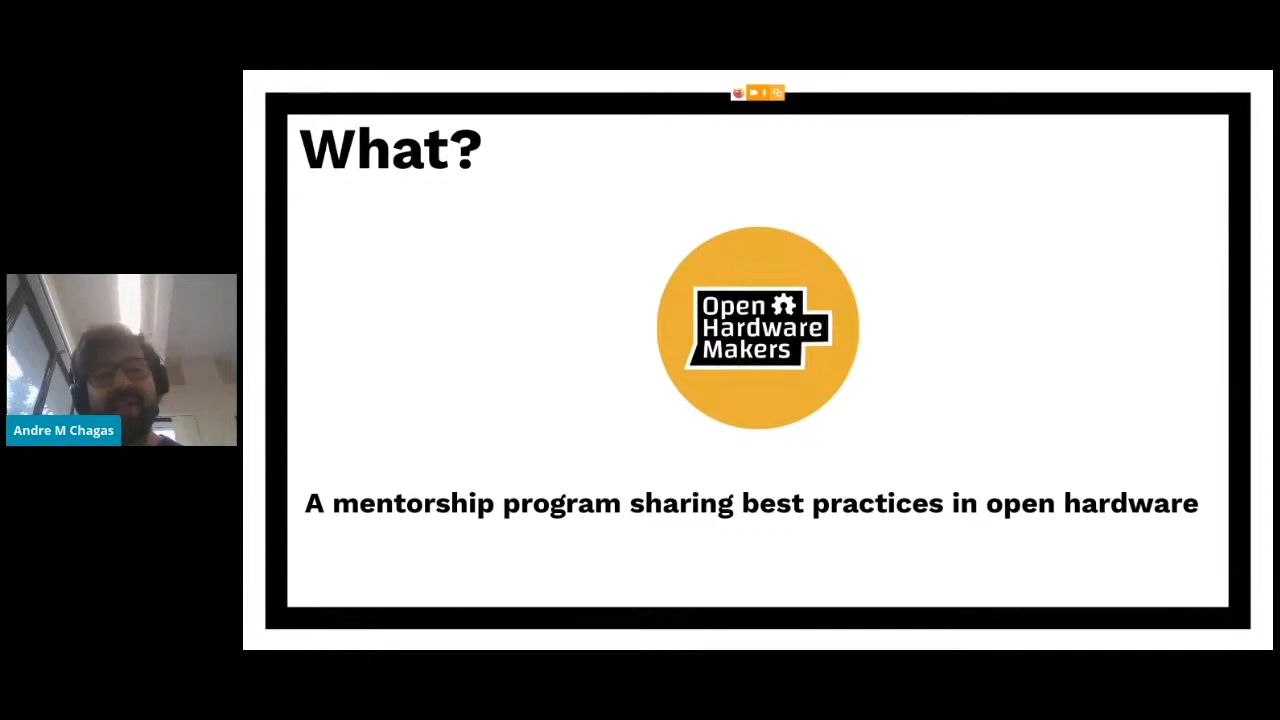 What?
Open
Hardware
Makers
Andre M Chagas
A mentorship program sharing best practices in open hardware